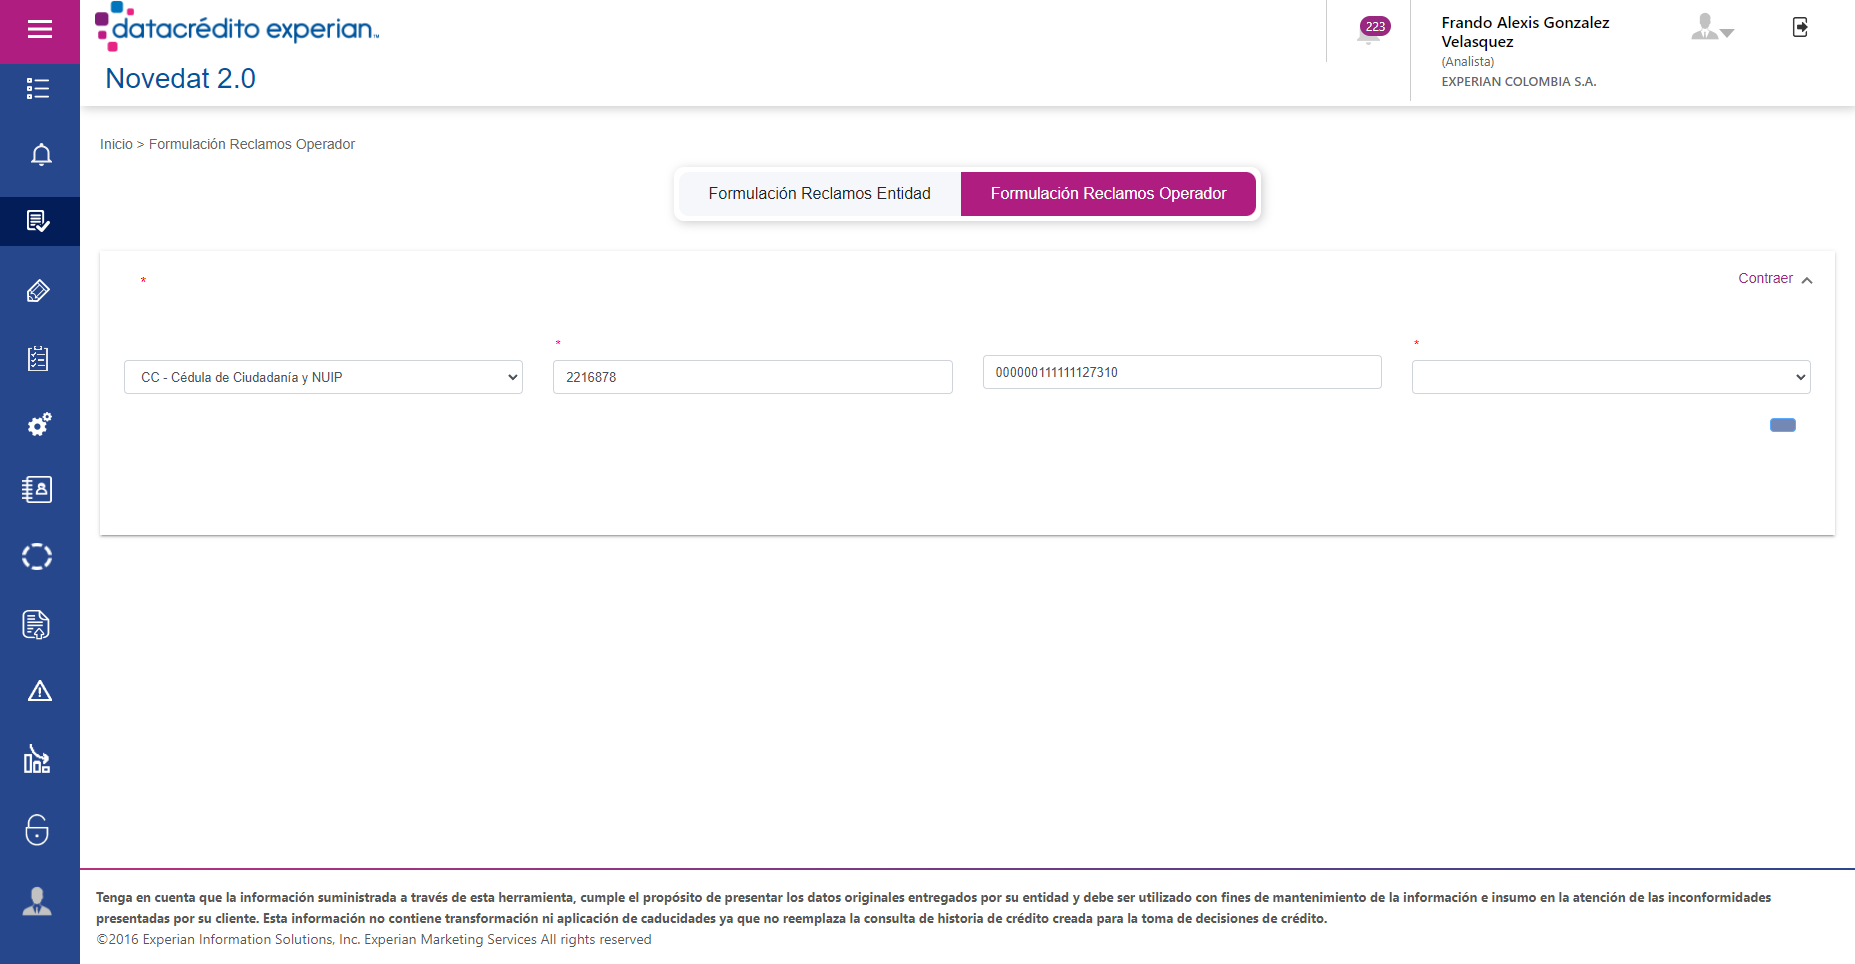 datacrédito experian™
Novedat 2.0
223
Frando Alexis Gonzalez
Velasquez
(Analista)
EXPERIAN COLOMBIA S.A.
Inicio > Formulación Reclamos Operador
Formulación Reclamos Entidad
Formulación Reclamos Operador
*
Contraer
*
*
CC - Cédula de Ciudadanía y NUIP
2216878
000000111111127310
Tenga en cuenta que la información suministrada a través de esta herramienta, cumple el propósito de presentar los datos originales entregados por su entidad y debe ser utilizado con fines de mantenimiento de la información e insumo en la atención de las inconformidades
presentadas por su cliente. Esta información no contiene transformación ni aplicación de caducidades ya que no reemplaza la consulta de historia de crédito creada para la toma de decisiones de crédito.
©2016 Experian Information Solutions, Inc. Experian Marketing Services All rights reserved